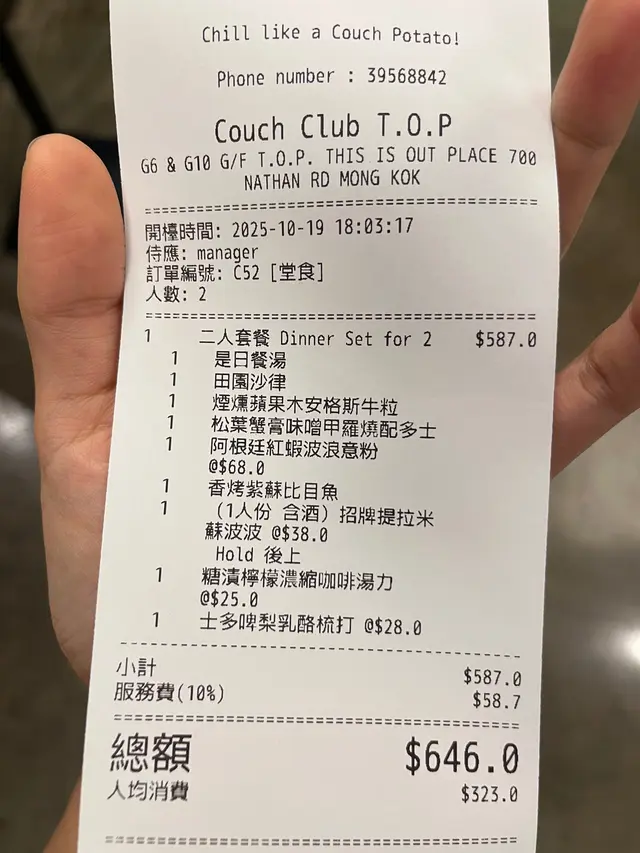 Chill like a Couch Potato!
Phone number : 39568842
Couch Club T.O.P
G6 & G10 G/F T.O.P. THIS IS OUT PLACE 700
NATHAN RD MONG KOK
開檯時間: 2025-10-19 18:03:17
侍應: manager
訂單編號: C52 [堂食]
人數: 2
1 二人套餐 Dinner Set for 2 $587.0
1 是日餐湯
1 田園沙律
1 煙燻蘋果木安格斯牛粒
1 松葉蟹膏味噌甲羅燒配多士
1 阿根廷紅蝦波浪意粉
@$68.0
1 香烤紫蘇比目魚
1 (1人份 含酒) 招牌提拉米
蘇波波 @$38.0
Hold 後上
1 糖漬檸檬濃縮咖啡湯力
@$25.0
1 士多啤梨乳酪梳打 @$28.0
小計 $587.0
服務費(10%) $58.7
總額 $646.0
人均消費 $323.0